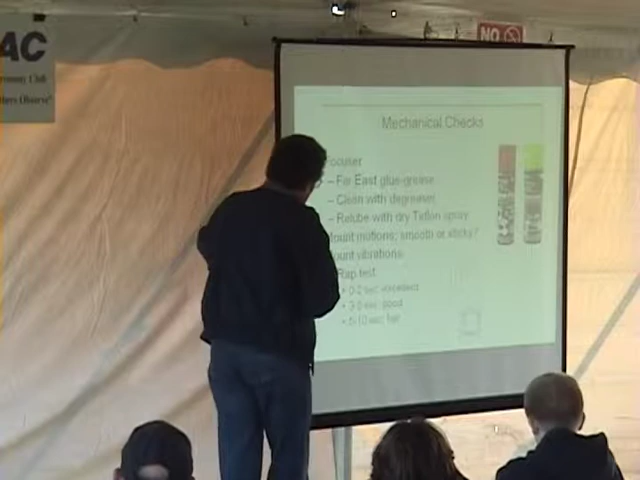 AC
onomy Club
NO
Mechanical Checks
ocuser
– Far East glue-grease
– Clean with degreaser
– Relube with dry Teflon spray
ount motions; smooth or sticky?
ount vibrations
Rap test
• 0-2 sec: excellent
• 3-5 sec: good
• 5-10 sec: fair